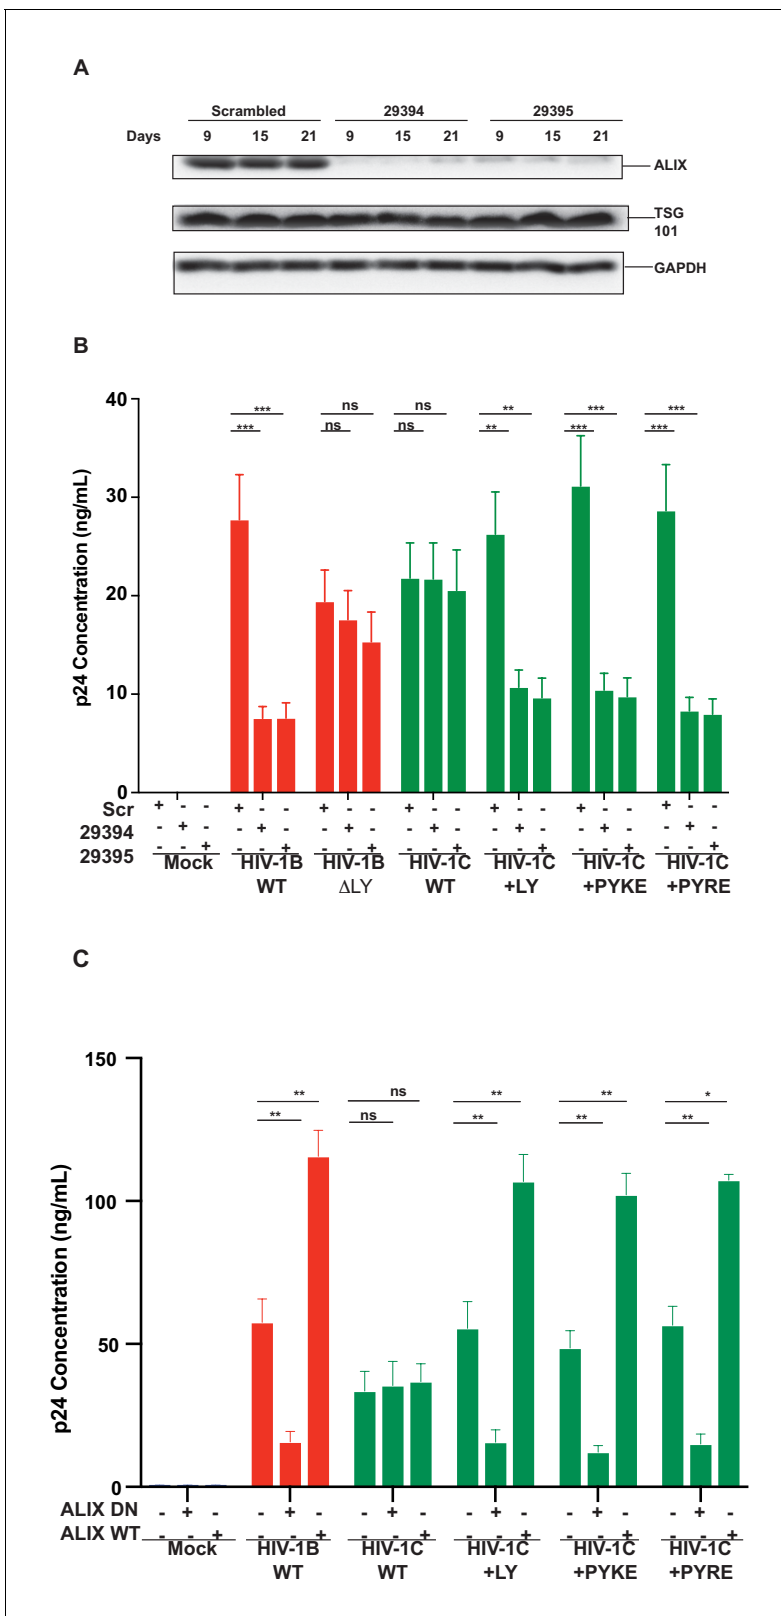 A
Scrambled 29394 29395
Days 9 15 21 9 15 21 9 15 21
ALIX
TSG
101
GAPDH
B
p24 Concentration (ng/mL)
40
30
20
10
0
*** ns ns ** *** ***
*** ns ns ** *** ***
Scr + - - + - - + - - + - - + - - + - - + - -
29394 - + - - + - - + - - + - - + - - + - - + -
29395 - - + - - + - - + - - + - - + - - + - - +
Mock HIV-1B HIV-1B HIV-1C HIV-1C HIV-1C HIV-1C
WT ΔLY WT +LY +PYKE +PYRE
C
p24 Concentration (ng/mL)
150
100
50
0
** ns ** ** *
** ns ** ** **
ALIX DN - + - - + - - + - - + - - + - - + -
ALIX WT - - + - - + - - + - - + - - + - - +
Mock HIV-1B HIV-1C HIV-1C HIV-1C HIV-1C
WT WT +LY +PYKE +PYRE